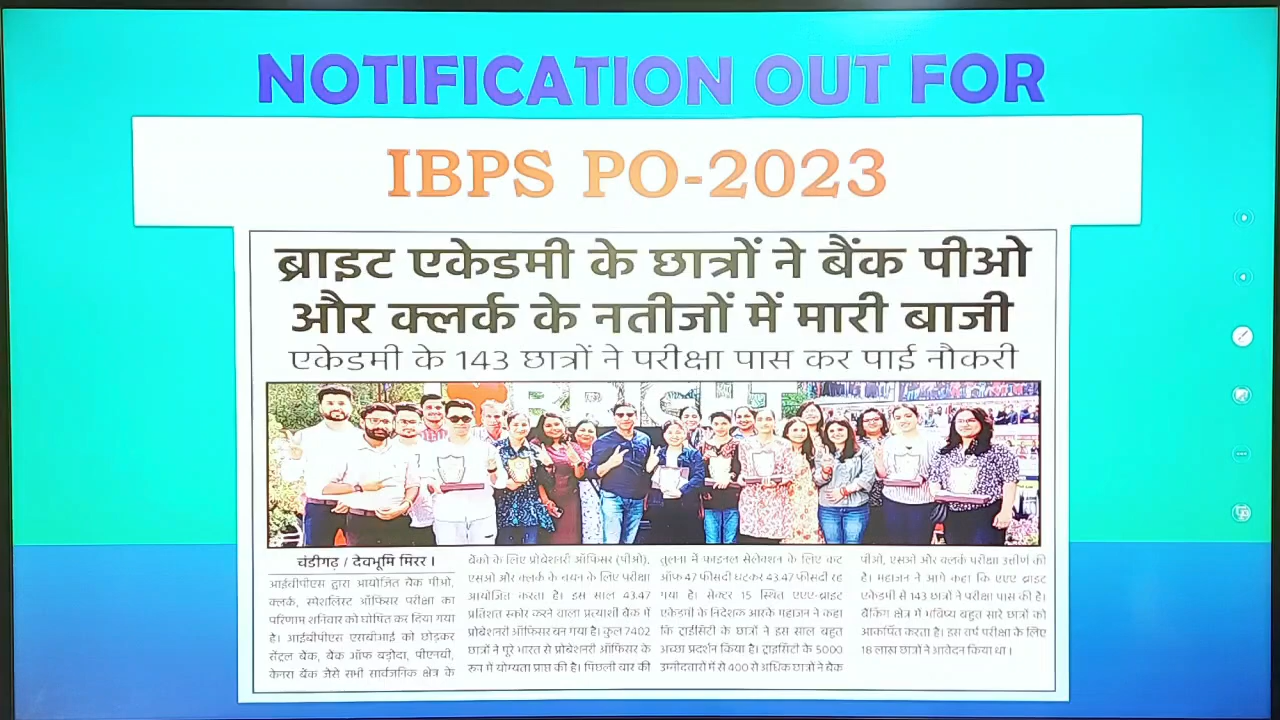 NOTIFICATION OUT FOR
IBPS PO-2023
ब्राइट एकेडमी के छात्रों ने बैंक पीओ
और क्लर्क के नतीजों में मारी बाजी
एकेडमी के 143 छात्रों ने परीक्षा पास कर पाई नौकरी
चंडीगढ़ / देवभूमि मिरर ।
आईबीपीएस द्वारा आयोजित बैंक पीओ,
क्लर्क, स्पेशलिस्ट ऑफिसर परीक्षा का
परिणाम शनिवार को घोषित कर दिया गया
है। आईबीपीएस एसबीआई को छोड़कर
सेंट्रल बैंक, बैंक ऑफ बड़ौदा, पीएनबी,
केनरा बैंक जैसे सभी सार्वजनिक क्षेत्र के
बैंकों के लिए प्रोबेशनरी ऑफिसर (पीओ),
एसओ और क्लर्क के चयन के लिए परीक्षा
आयोजित करता है। इस साल 43.47
प्रतिशत स्कोर करने वाला प्रत्याशी बैंक में
प्रोबेशनरी ऑफिसर बन गया है। कुल 7402
छात्रों ने पूरे भारत से प्रोबेशनरी ऑफिसर के
रूप में योग्यता प्राप्त की है। पिछली बार की
तुलना में फाइनल सेलेक्शन के लिए कट
ऑफ 47 फीसदी घटकर 43.47 फीसदी रह
गया है। सेक्टर 15 स्थित एएए-ब्राइट
एकेडमी के निदेशक आरके महाजन ने कहा
कि ट्राईसिटी के छात्रों ने इस साल बहुत
अच्छा प्रदर्शन किया है। ट्राइसिटी के 5000
उम्मीदवारों में से 400 से अधिक छात्रों ने बैंक
पीओ, एसओ और क्लर्क परीक्षा उत्तीर्ण की
है। महाजन ने आगे कहा कि एएए ब्राइट
एकेडमी से 143 छात्रों ने परीक्षा पास की है।
बैंकिंग क्षेत्र में भविष्य बहुत सारे छात्रों को
आकर्षित करता है। इस वर्ष परीक्षा के लिए
18 लाख छात्रों ने आवेदन किया था।